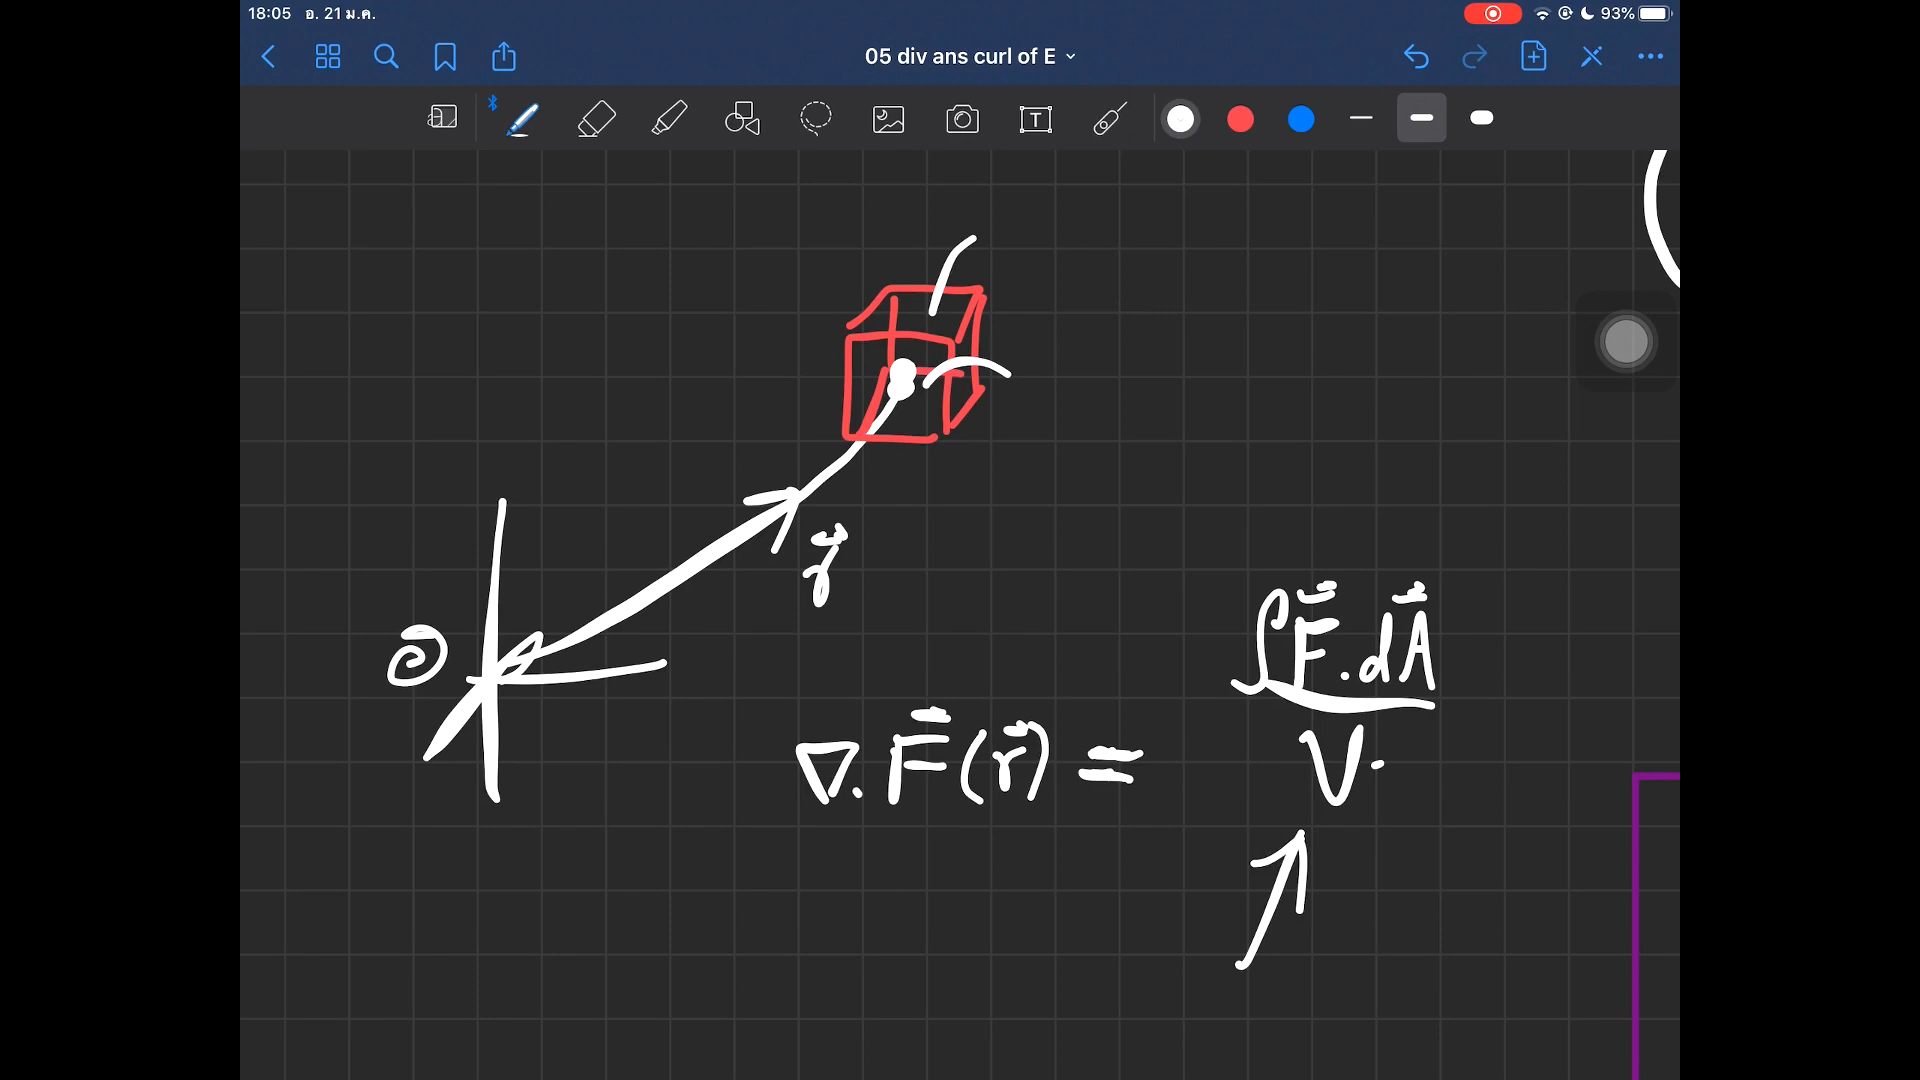 18:05 อ. 21 ม.ค.
93%
05 div ans curl of E
T
r⃗
O
∫F⃗.dA⃗
∇.F⃗(r⃗) =
V.